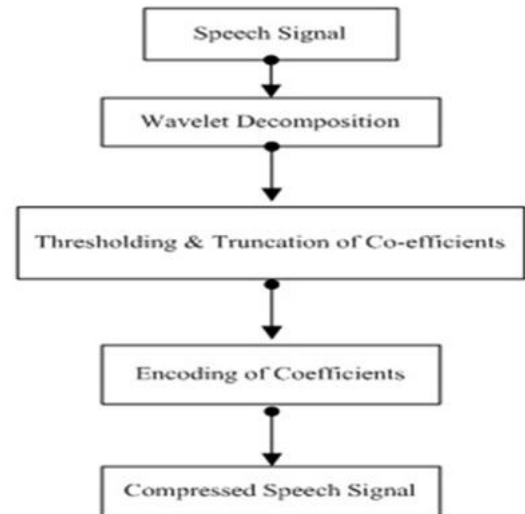 Speech Signal
Wavelet Decomposition
Thresholding & Truncation of Co-efficients
Encoding of Coefficients
Compressed Speech Signal